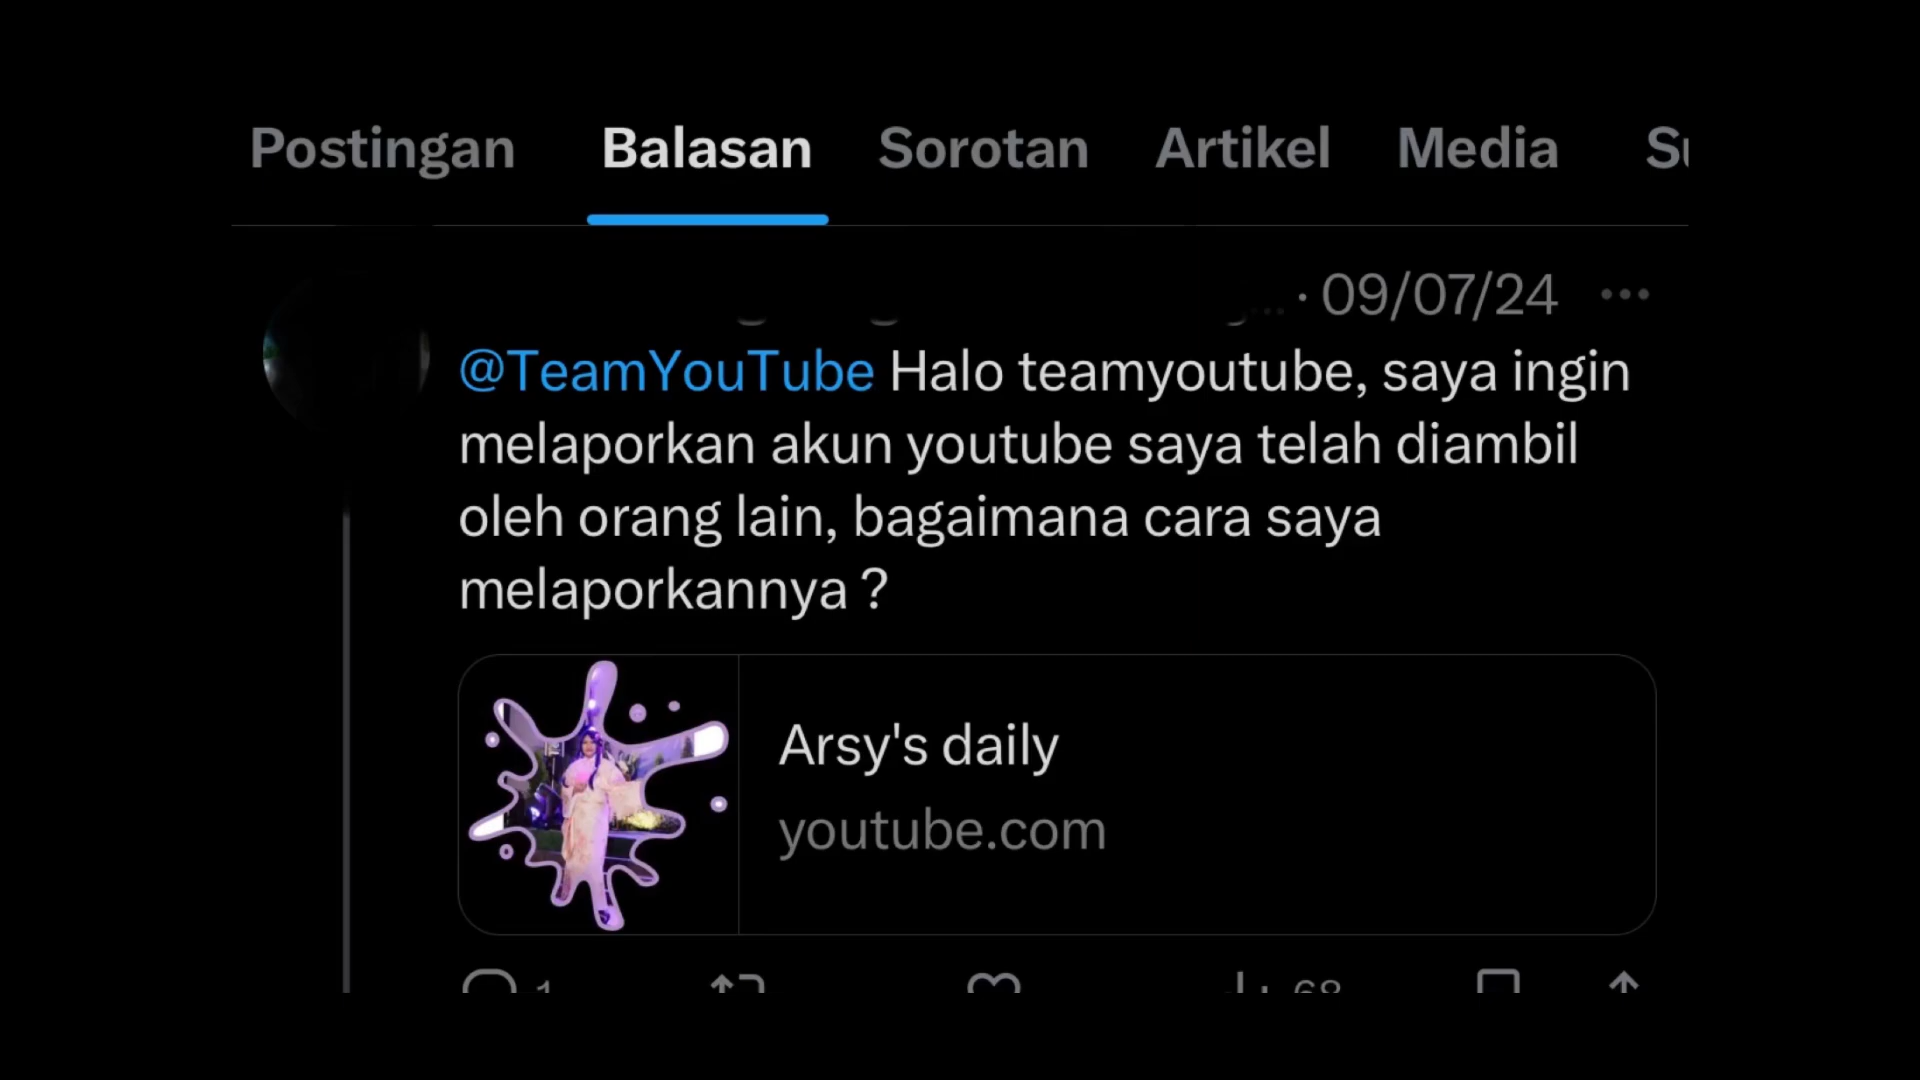 Postingan Balasan Sorotan Artikel Media
· 09/07/24
@TeamYouTube Halo teamyoutube, saya ingin
melaporkan akun youtube saya telah diambil
oleh orang lain, bagaimana cara saya
melaporkannya ?
Arsy's daily
youtube.com